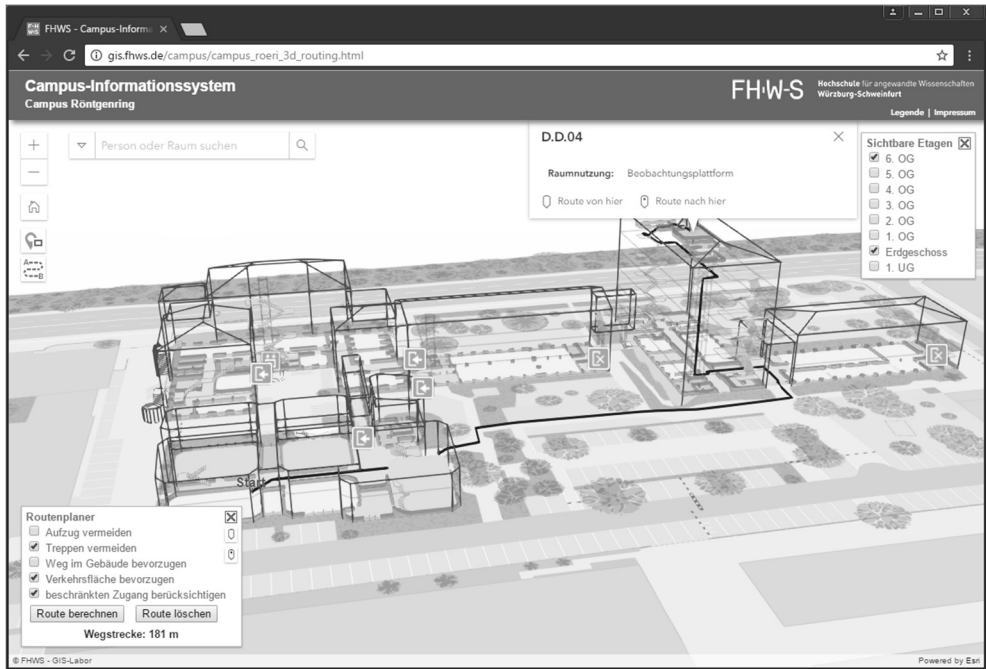 FHWS - Campus-Informa
gis.fhws.de/campus/campus_roeri_3d_routing.html
Campus-Informationssystem
Campus Röntgenring
FH·W-S
Hochschule für angewandte Wissenschaften
Würzburg-Schweinfurt
Legende | Impressum
Person oder Raum suchen
D.D.04
Raumnutzung: Beobachtungsplattform
Route von hier Route nach hier
Sichtbare Etagen
6. OG
5. OG
4. OG
3. OG
2. OG
1. OG
Erdgeschoss
1. UG
A
B
Start
Routenplaner
Aufzug vermeiden
Treppen vermeiden
Weg im Gebäude bevorzugen
Verkehrsfläche bevorzugen
beschränkten Zugang berücksichtigen
Route berechnen Route löschen
Wegstrecke: 181 m
© FHWS - GIS-Labor
Powered by Esri